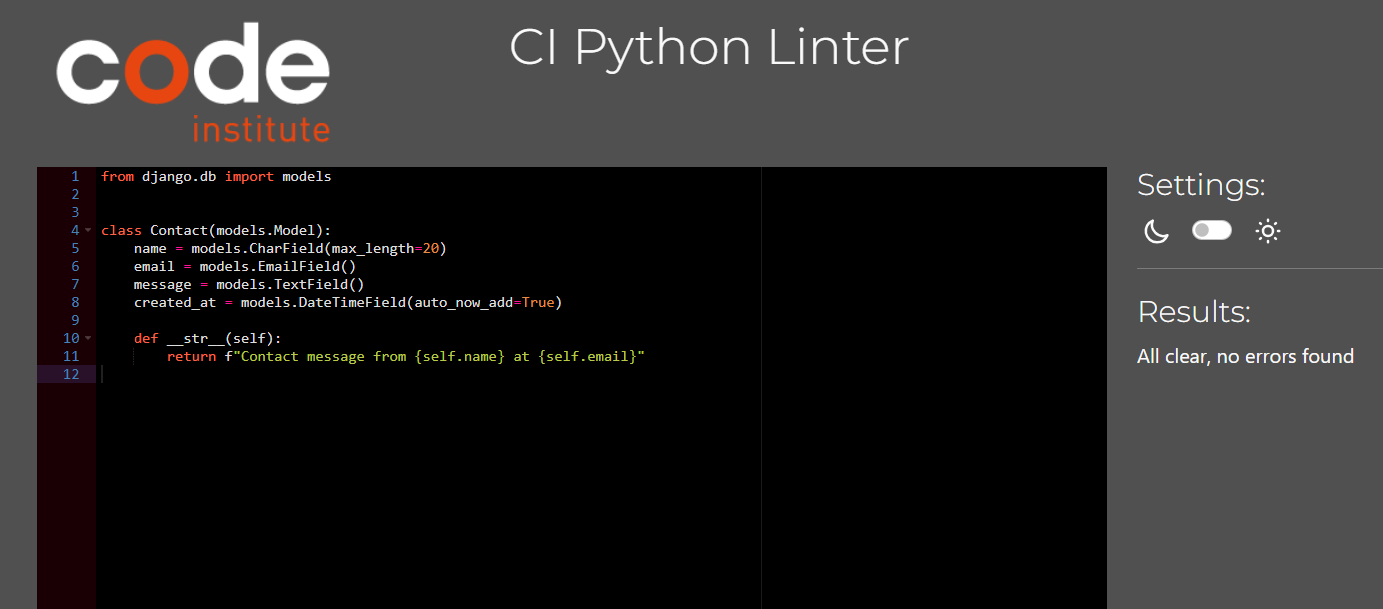 code
institute
CI Python Linter
1 from django.db import models
2
3
4 class Contact(models.Model):
5     name = models.CharField(max_length=20)
6     email = models.EmailField()
7     message = models.TextField()
8     created_at = models.DateTimeField(auto_now_add=True)
9
10     def __str__(self):
11         return f"Contact message from {self.name} at {self.email}"
12
Settings:
Results:
All clear, no errors found